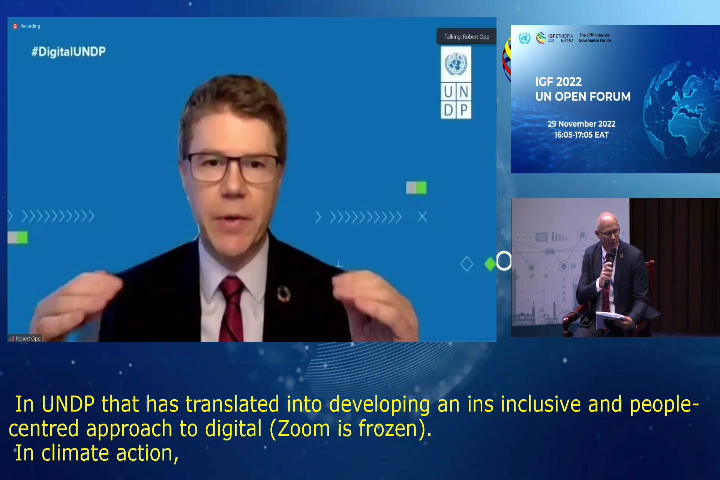 Recording
#DigitalUNDP
Talking: Robert Opp
UN
DP
Robert Opp
IGF 2022
UN OPEN FORUM
29 November 2022
16:05-17:05 EAT
In UNDP that has translated into developing an ins inclusive and people-
centred approach to digital (Zoom is frozen).
In climate action,